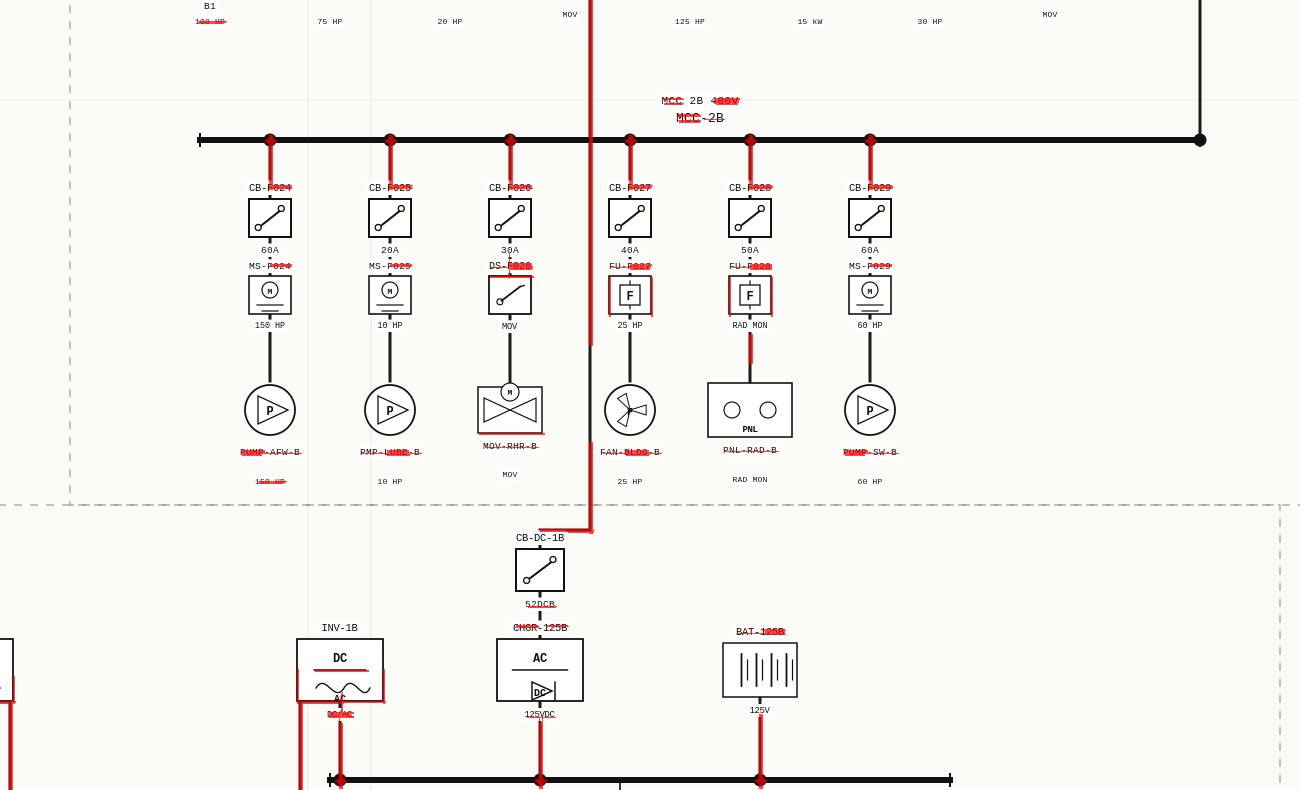 B1
100 HP 75 HP 20 HP MOV 125 HP 15 kW 30 HP MOV
MCC 2B 480V
MCC-2B
CB-F024 CB-F025 CB-F026 CB-F027 CB-F028 CB-F029
60A 20A 30A 40A 50A 60A
MS-F024 MS-F025 DS-F026 FU-F027 FU-F028 MS-F029
M M F F M
150 HP 10 HP MOV 25 HP RAD MON 60 HP
M
P P P
PNL
PUMP-AFW-B PMP-LUBE-B MOV-RHR-B FAN-BLDG-B PNL-RAD-B PUMP-SW-B
150 HP 10 HP MOV 25 HP RAD MON 60 HP
CB-DC-1B
52DCB
INV-1B CHGR-125B BAT-125B
DC AC
AC DC
DC/AC 125VDC 125V